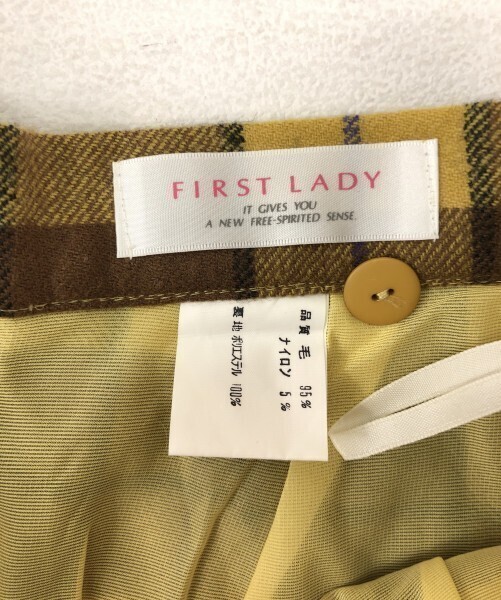 FIRST LADY
IT GIVES YOU
A NEW FREE-SPIRITED SENSE.
品質 毛 95%
ナイロン 5%
裏地 ポリエステル 100%